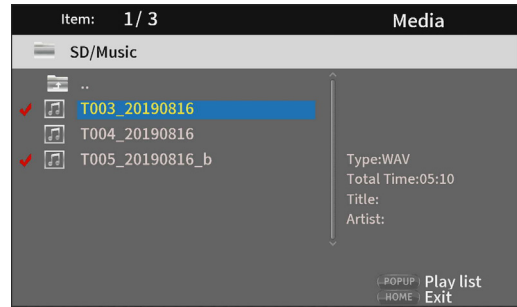 Item: 1/ 3 Media
SD/Music
..
T003_20190816
T004_20190816
T005_20190816_b
Type:WAV
Total Time:05:10
Title:
Artist:
POPUP Play list
HOME Exit